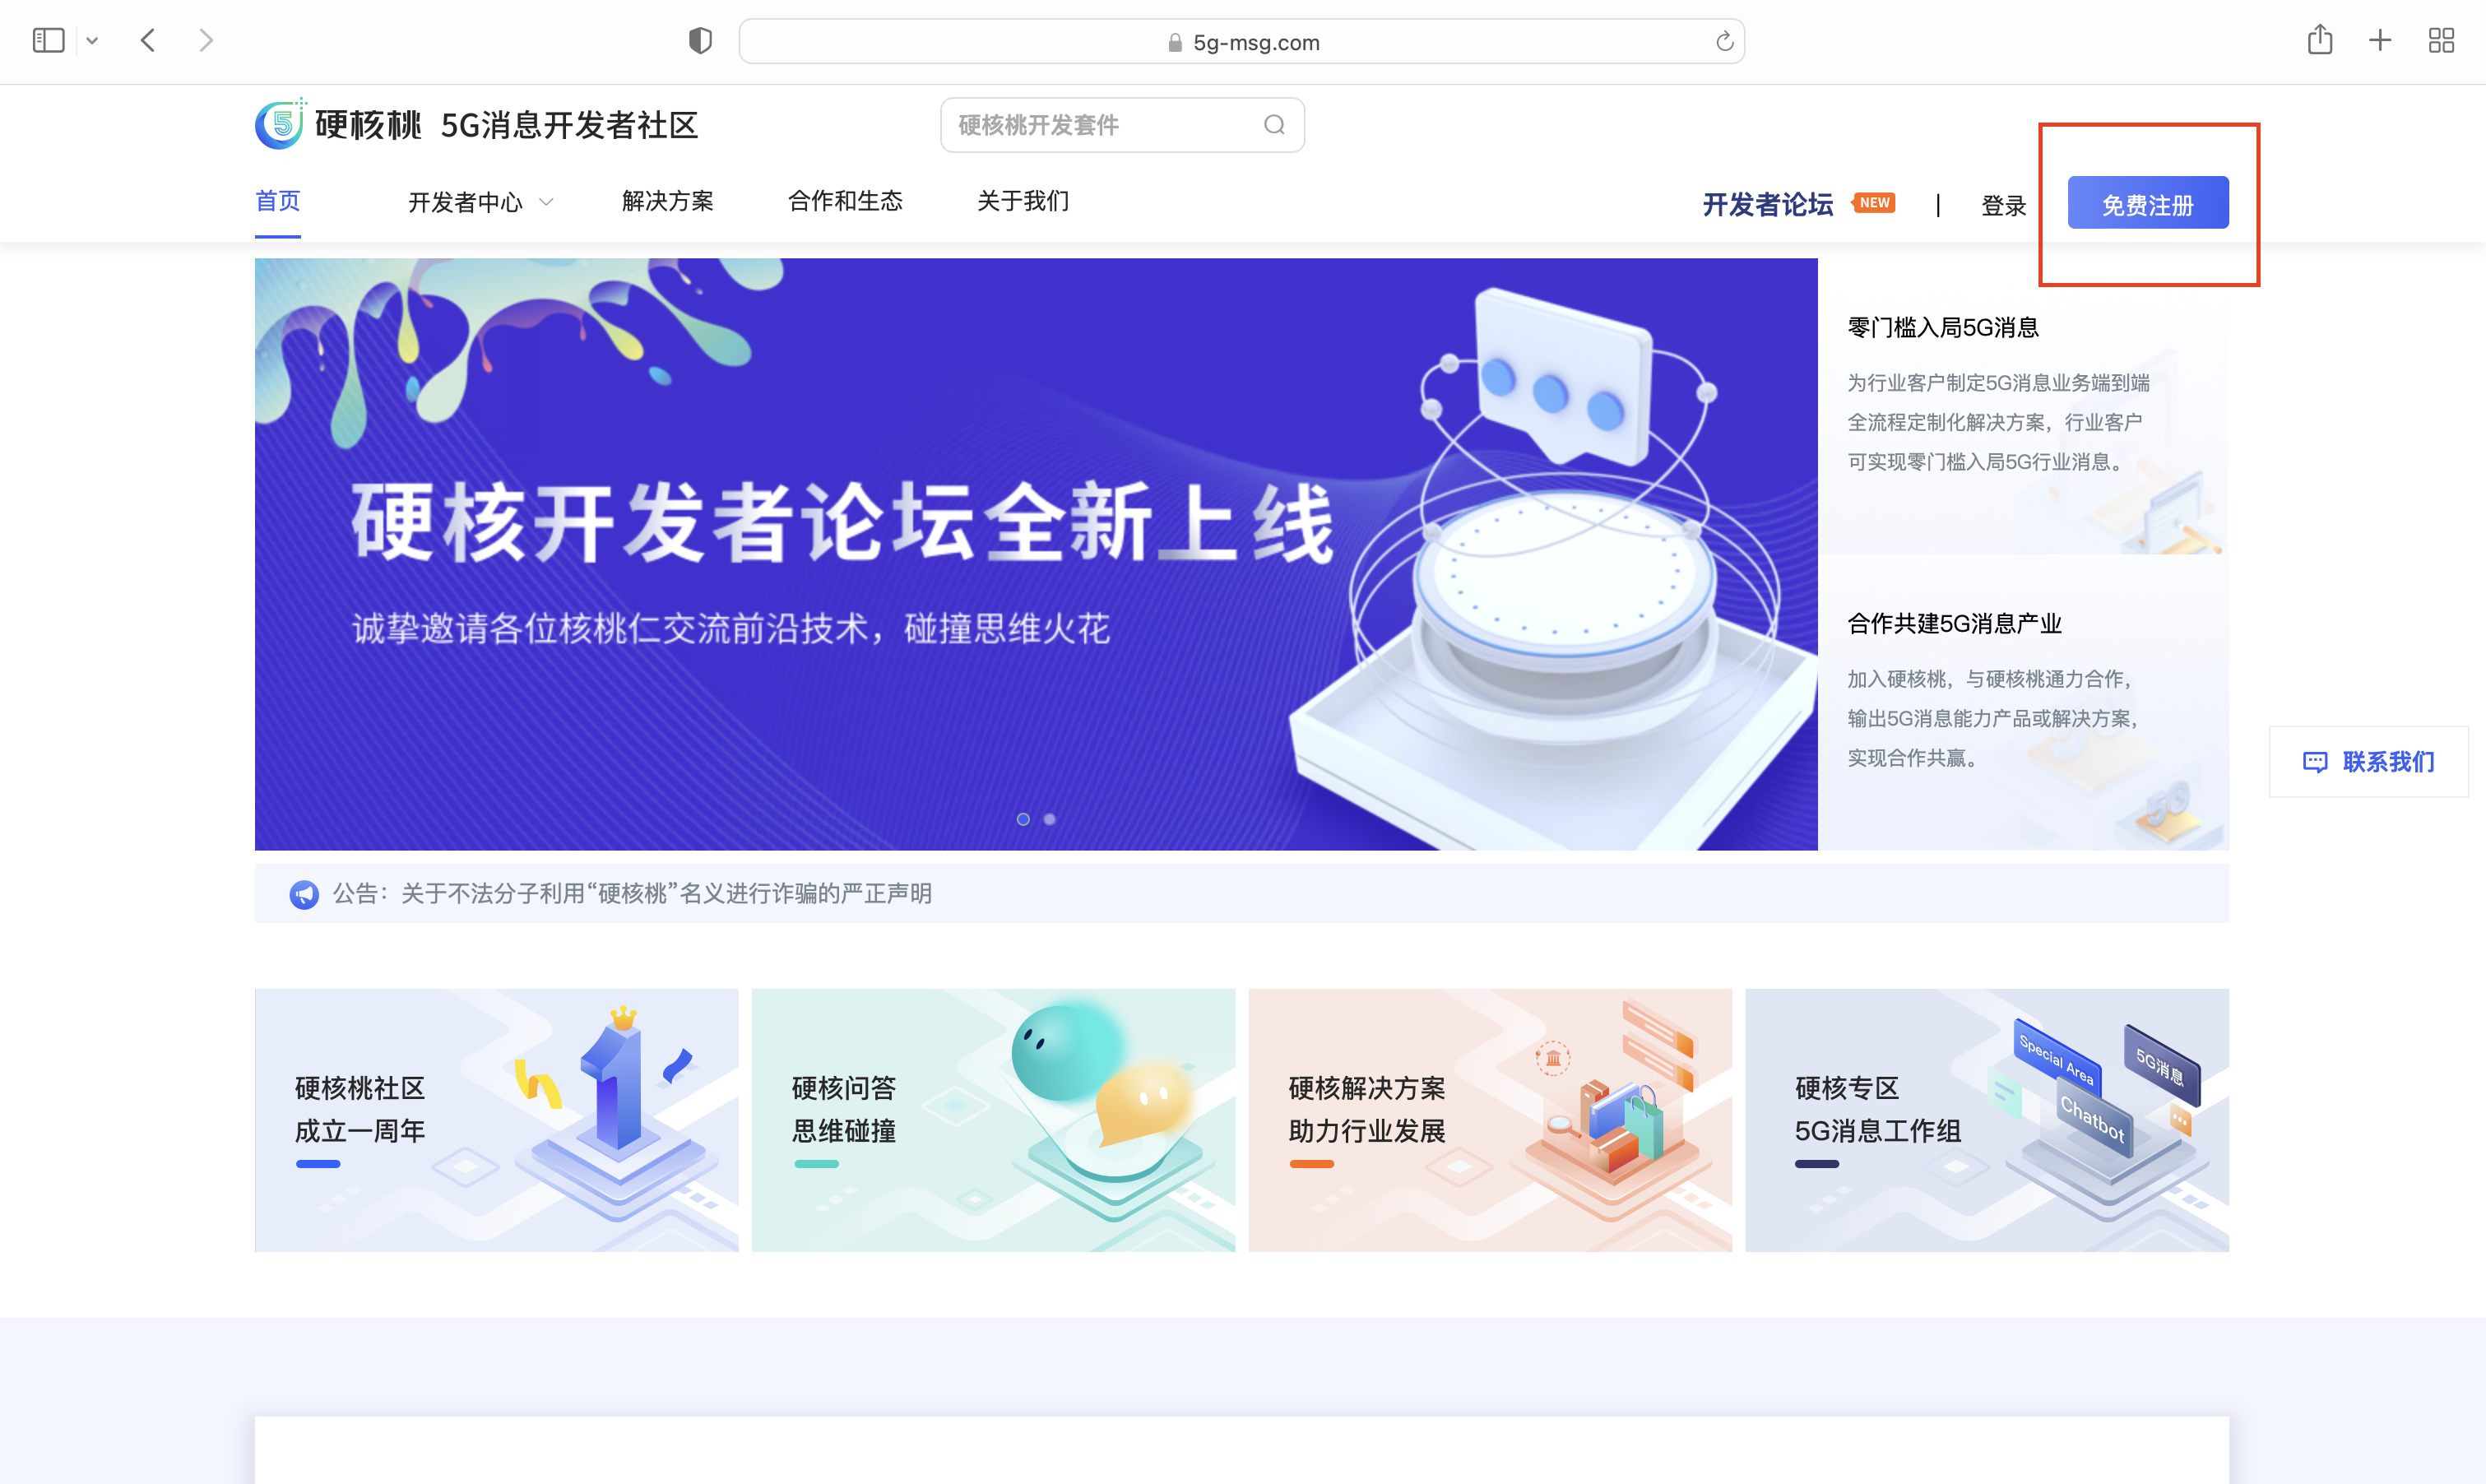 5g-msg.com
硬核桃 5G消息开发者社区
硬核桃开发套件
首页 开发者中心 解决方案 合作和生态 关于我们 开发者论坛 NEW | 登录 免费注册
硬核开发者论坛全新上线
诚挚邀请各位核桃仁交流前沿技术，碰撞思维火花
零门槛入局5G消息
为行业客户制定5G消息业务端到端
全流程定制化解决方案，行业客户
可实现零门槛入局5G行业消息。
合作共建5G消息产业
加入硬核桃，与硬核桃通力合作，
输出5G消息能力产品或解决方案，
实现合作共赢。
5G
联系我们
公告：关于不法分子利用“硬核桃”名义进行诈骗的严正声明
硬核桃社区
成立一周年
1
硬核问答
思维碰撞
硬核解决方案
助力行业发展
硬核专区
5G消息工作组
Special Area
5G消息
Chatbot